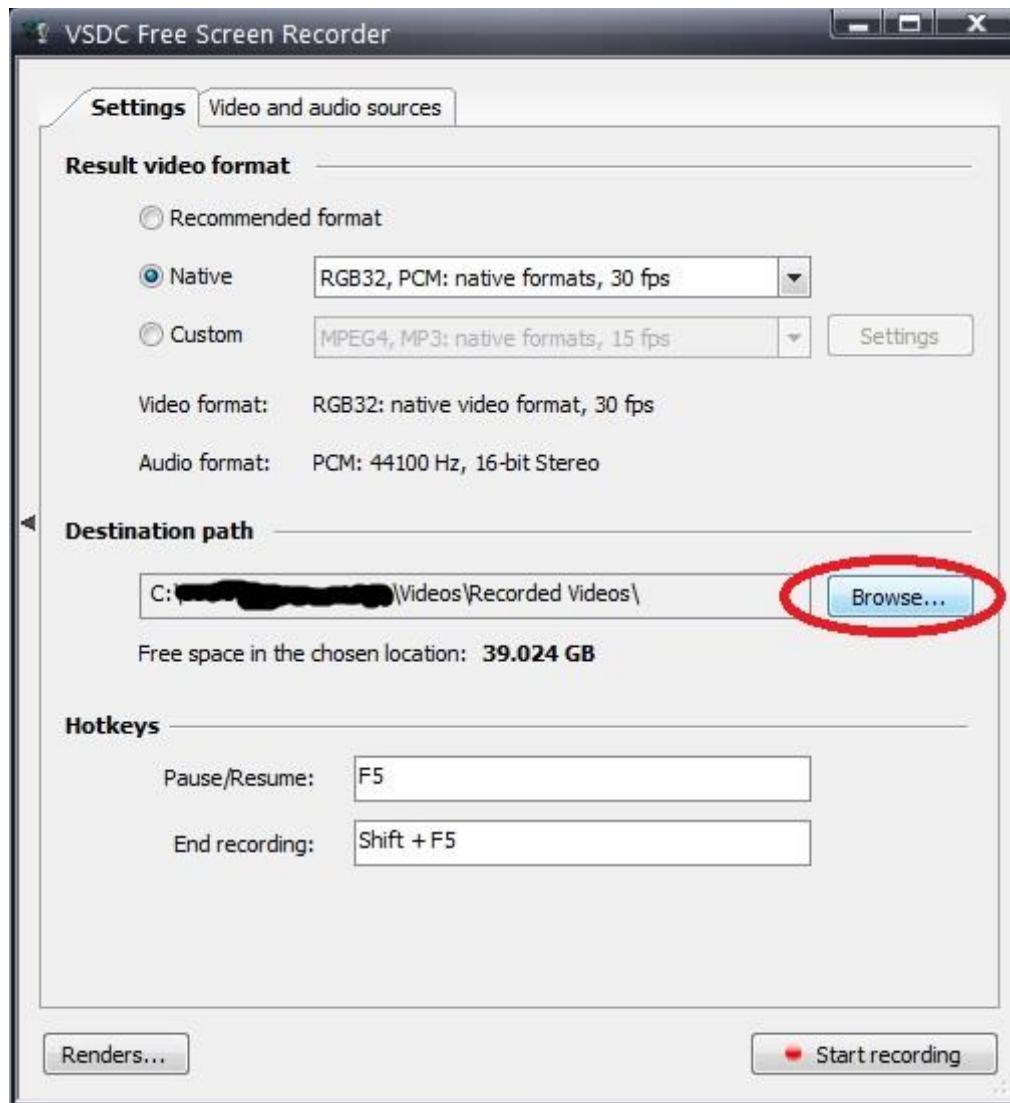 VSDC Free Screen Recorder
Settings Video and audio sources
Result video format
Recommended format
Native RGB32, PCM: native formats, 30 fps
Custom MPEG4, MP3: native formats, 15 fps Settings
Video format: RGB32: native video format, 30 fps
Audio format: PCM: 44100 Hz, 16-bit Stereo
Destination path
C:\ \Videos\Recorded Videos\ Browse...
Free space in the chosen location: 39.024 GB
Hotkeys
Pause/Resume: F5
End recording: Shift + F5
Renders... Start recording